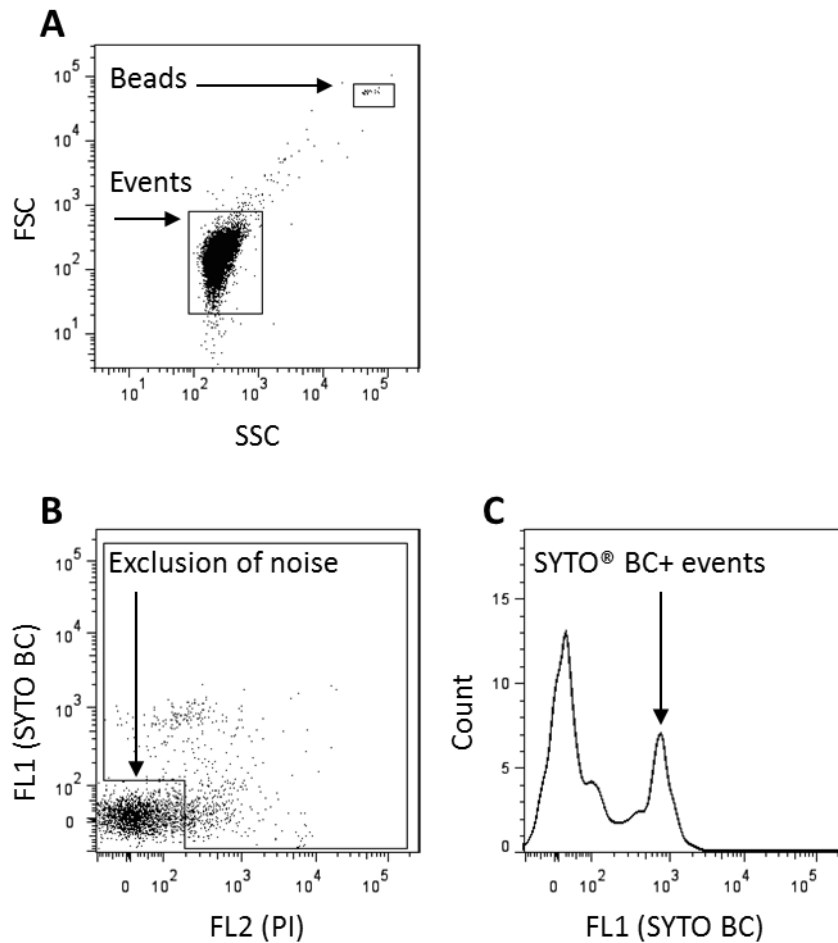 A
Beads
Events
FSC
10^5
10^4
10^3
10^2
10^1
10^1 10^2 10^3 10^4 10^5
SSC
B
Exclusion of noise
FL1 (SYTO BC)
10^5
10^4
10^3
10^2
0
0 10^2 10^3 10^4 10^5
FL2 (PI)
C
SYTO® BC+ events
Count
15
10
5
0
0 10^2 10^3 10^4 10^5
FL1 (SYTO BC)